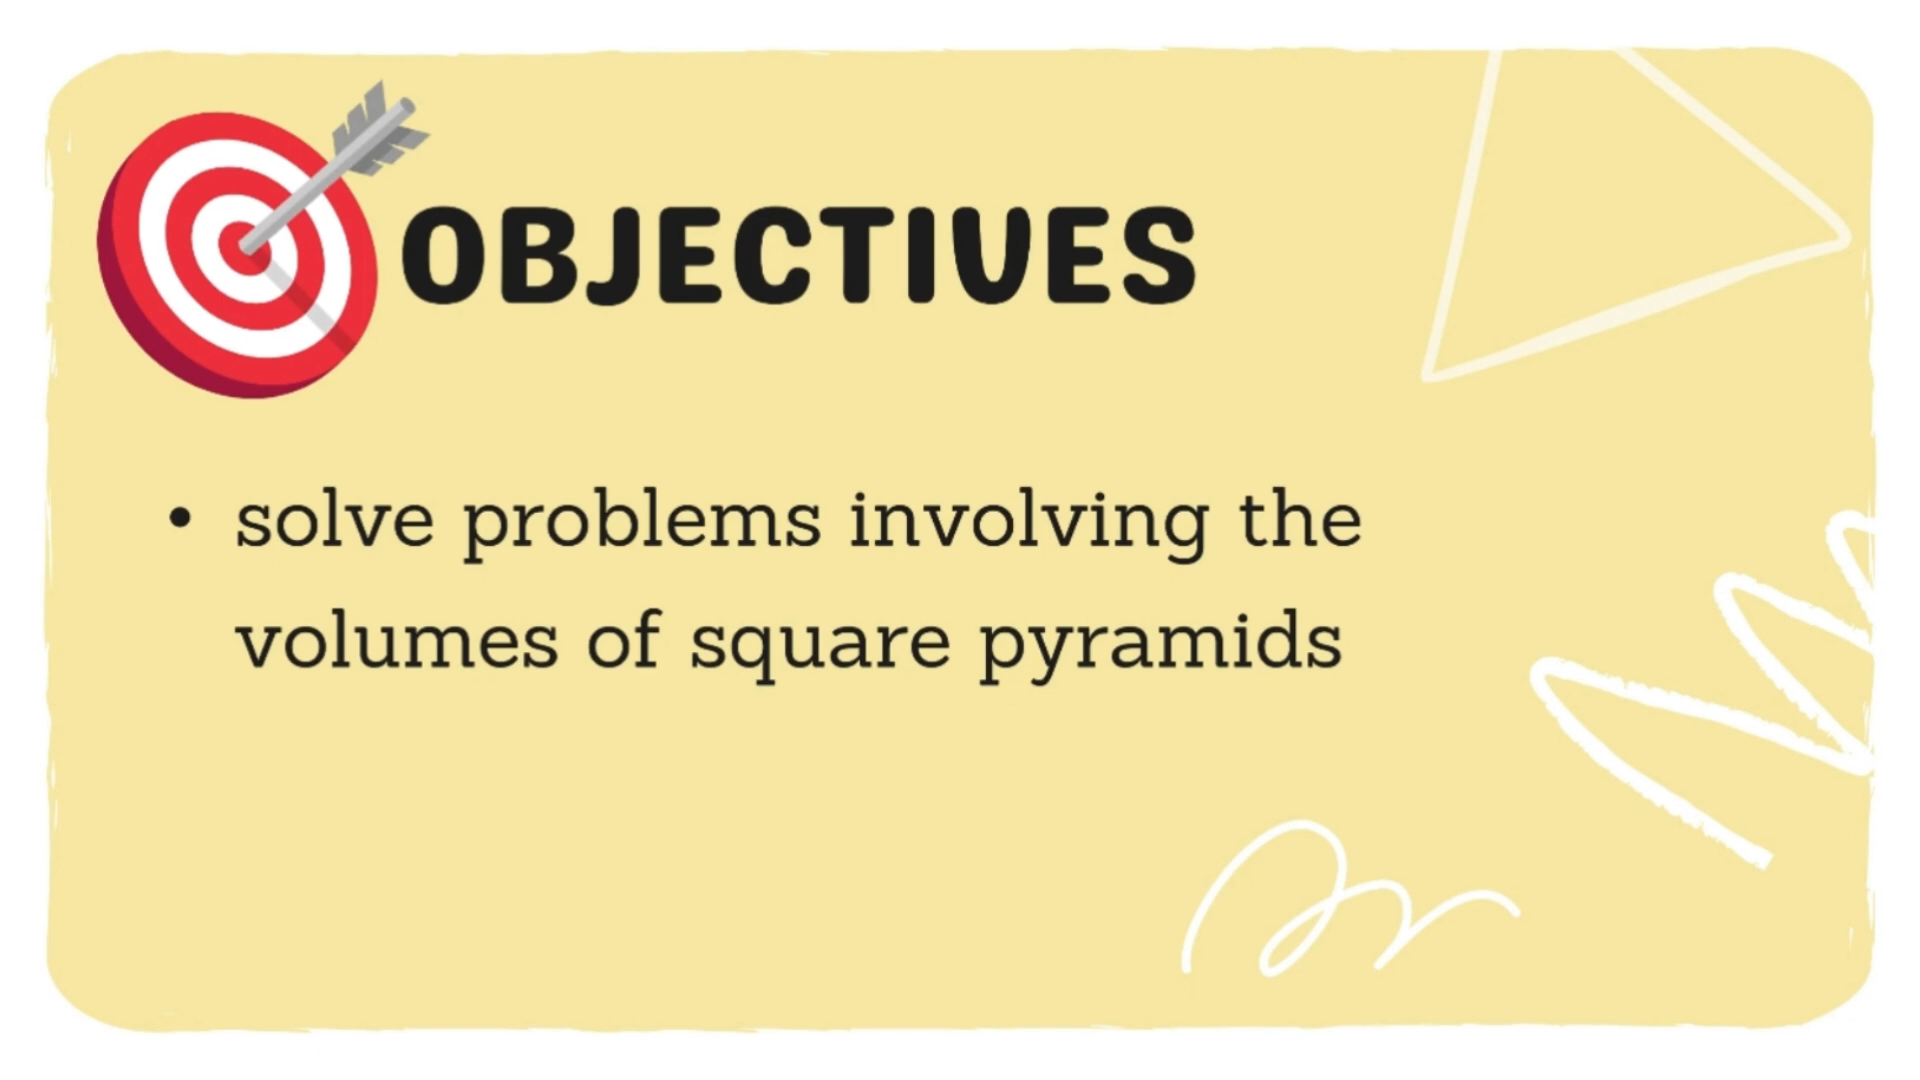 OBJECTIVES
• solve problems involving the
volumes of square pyramids